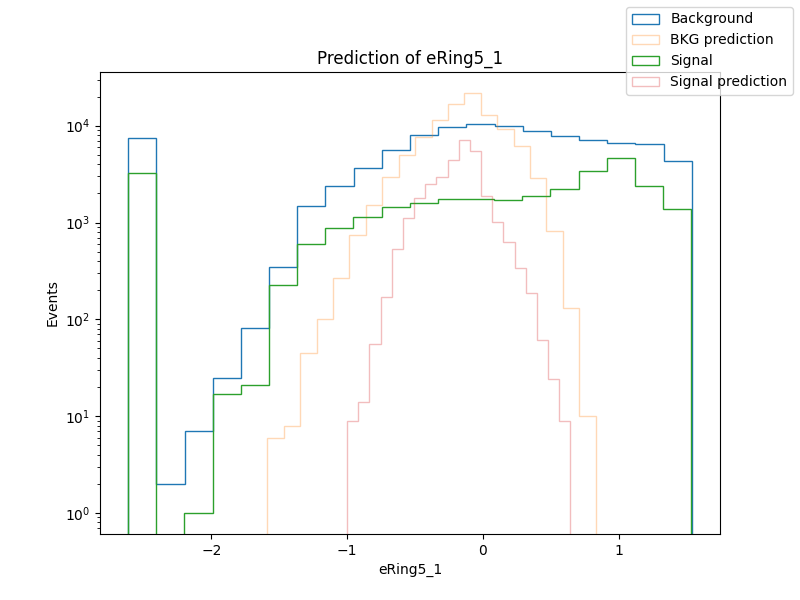 Prediction of eRing5_1
Background
BKG prediction
Signal
Signal prediction
Events
10⁴
10³
10²
10¹
10⁰
−2
−1
0
1
eRing5_1